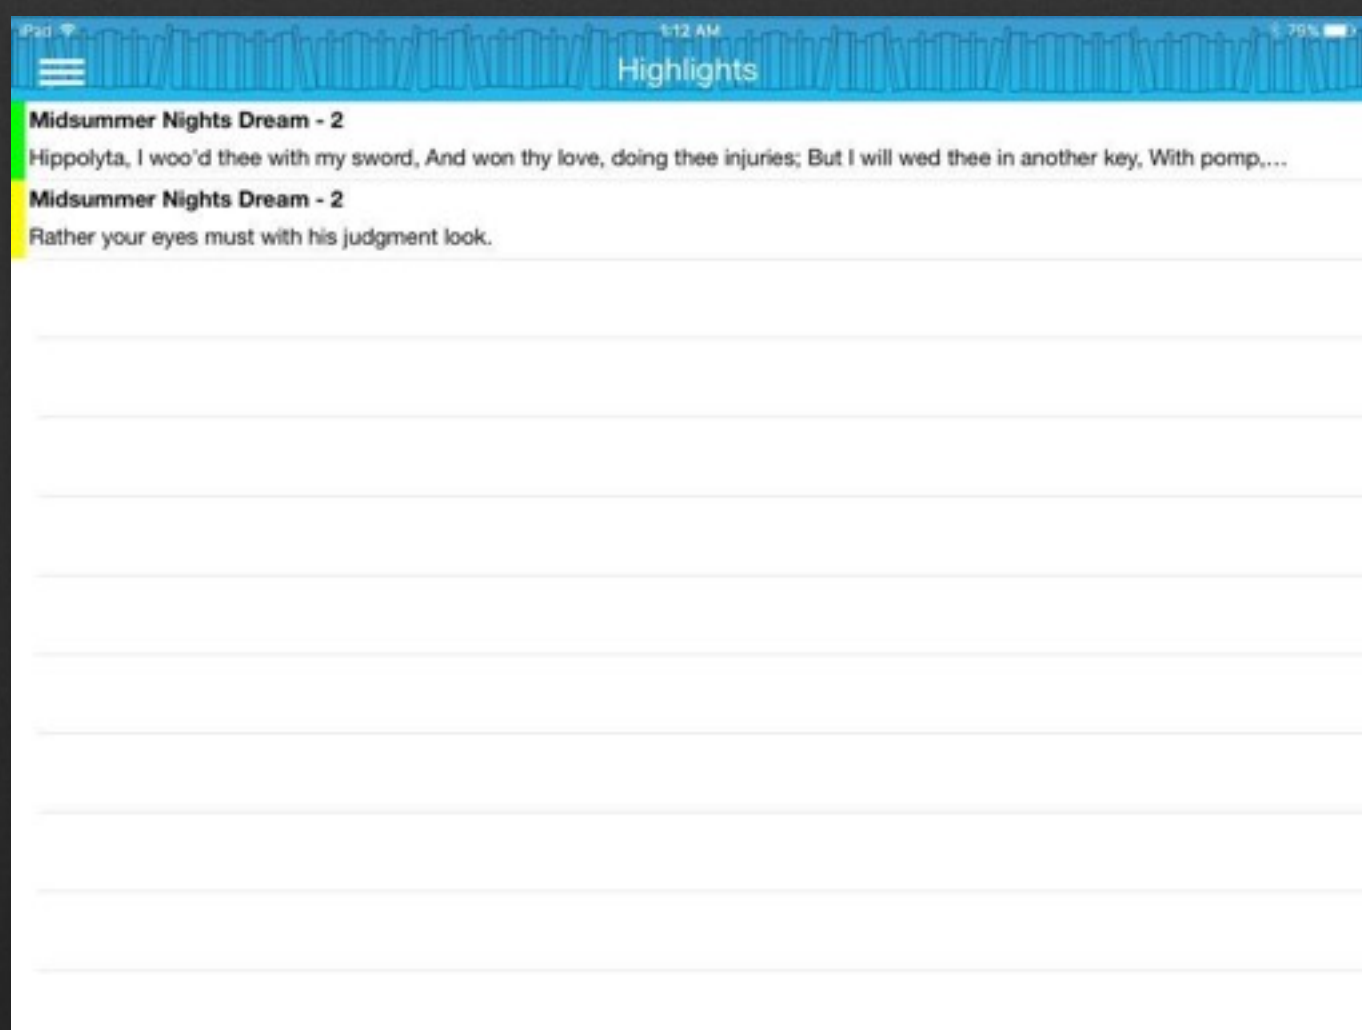 iPad 1:12 AM 79%
Highlights
Midsummer Nights Dream - 2
Hippolyta, I woo'd thee with my sword, And won thy love, doing thee injuries; But I will wed thee in another key, With pomp,...
Midsummer Nights Dream - 2
Rather your eyes must with his judgment look.